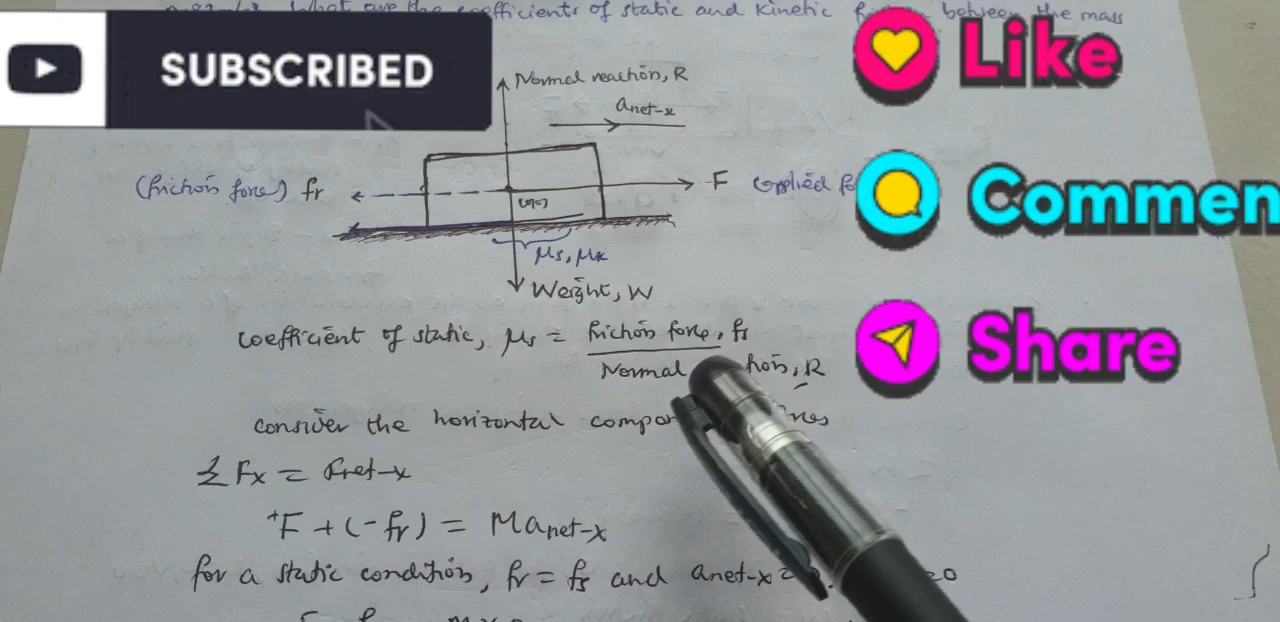 What are the coefficients of static and kinetic between the mass
SUBSCRIBED
Like
Normal reaction, R
anet-x
(friction force) fr
F (applied
Commen
μs, μk
Weight, W
Share
coefficient of static, μs = friction force, fs
Normal R
consider the horizontal
Σ Fx = Fnet-x
+F + (-fr) = Manet-x
for a static condition, fr = fs and anet-x =